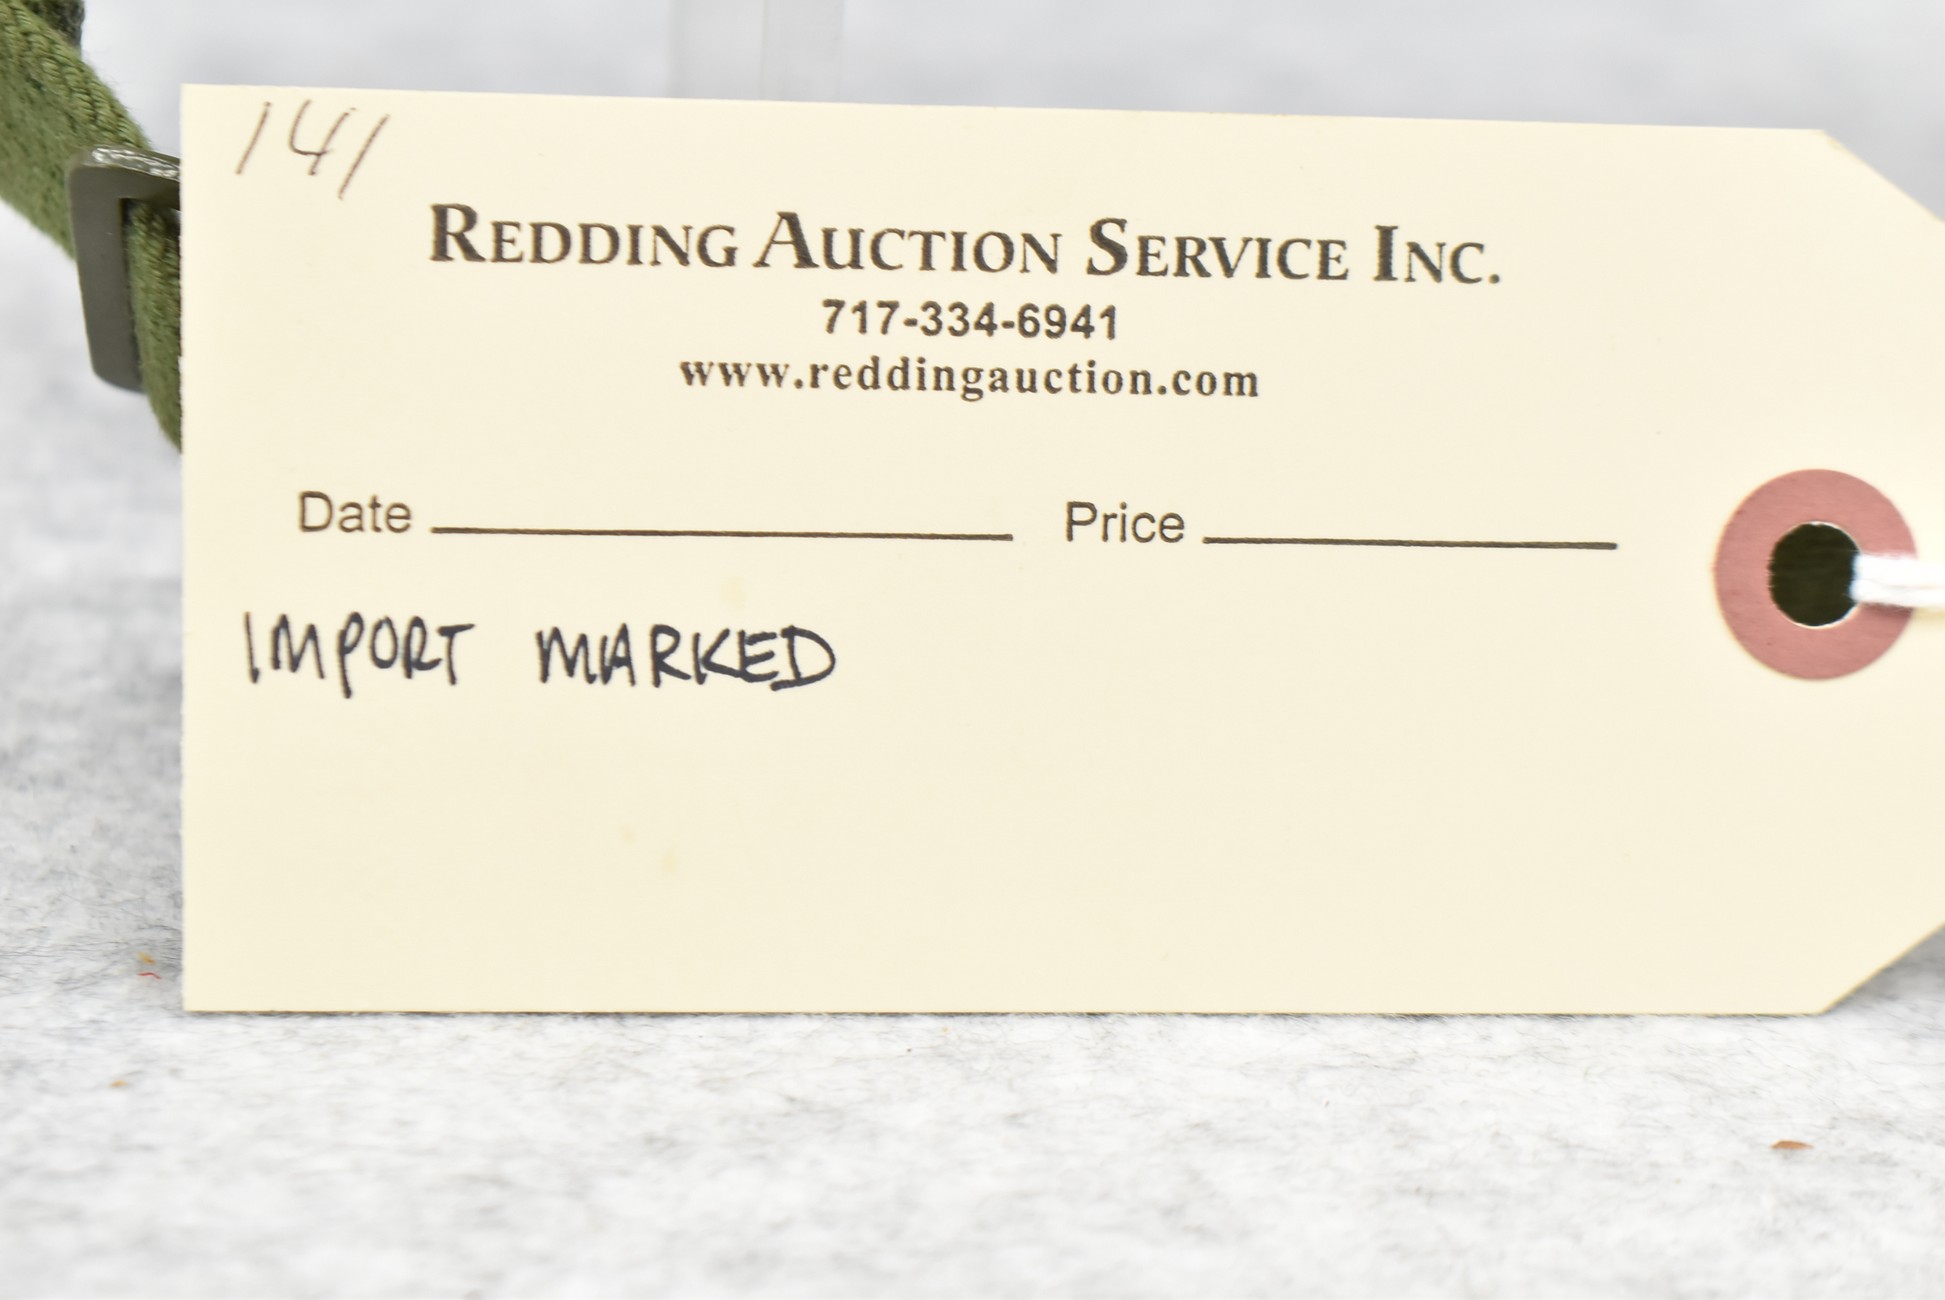 141
REDDING AUCTION SERVICE INC.
717-334-6941
www.reddingauction.com
Date Price
IMPORT MARKED